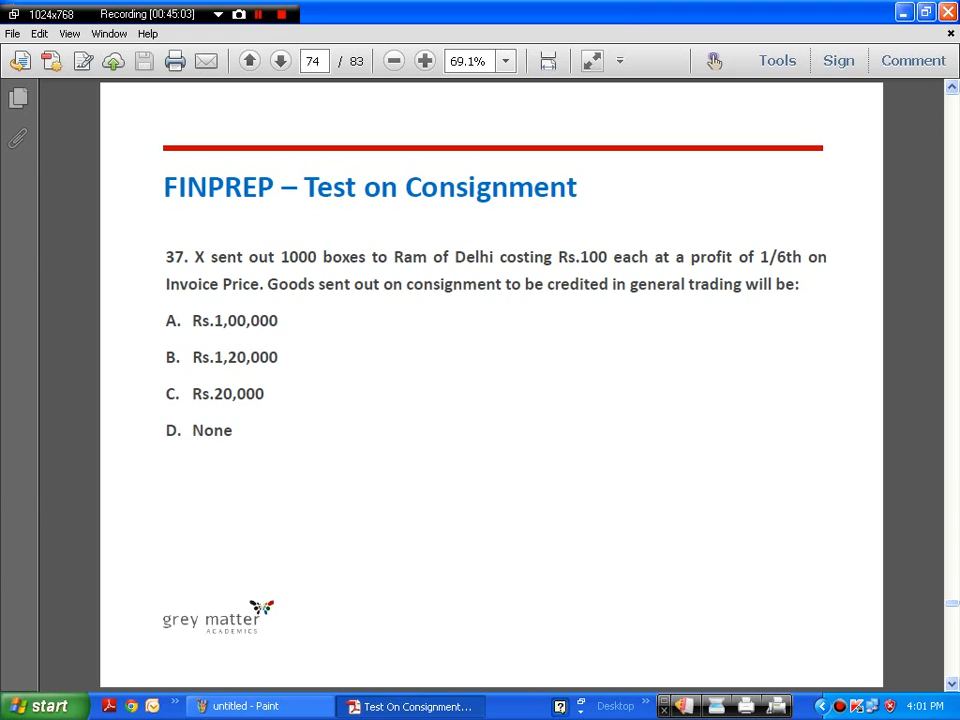 1024x768 Recording [00:45:03]
File Edit View Window Help
74 / 83 69.1% Tools Sign Comment
FINPREP – Test on Consignment
37. X sent out 1000 boxes to Ram of Delhi costing Rs.100 each at a profit of 1/6th on
Invoice Price. Goods sent out on consignment to be credited in general trading will be:
A. Rs.1,00,000
B. Rs.1,20,000
C. Rs.20,000
D. None
grey matter
ACADEMICS
start untitled - Paint Test On Consignment... Desktop 4:01 PM